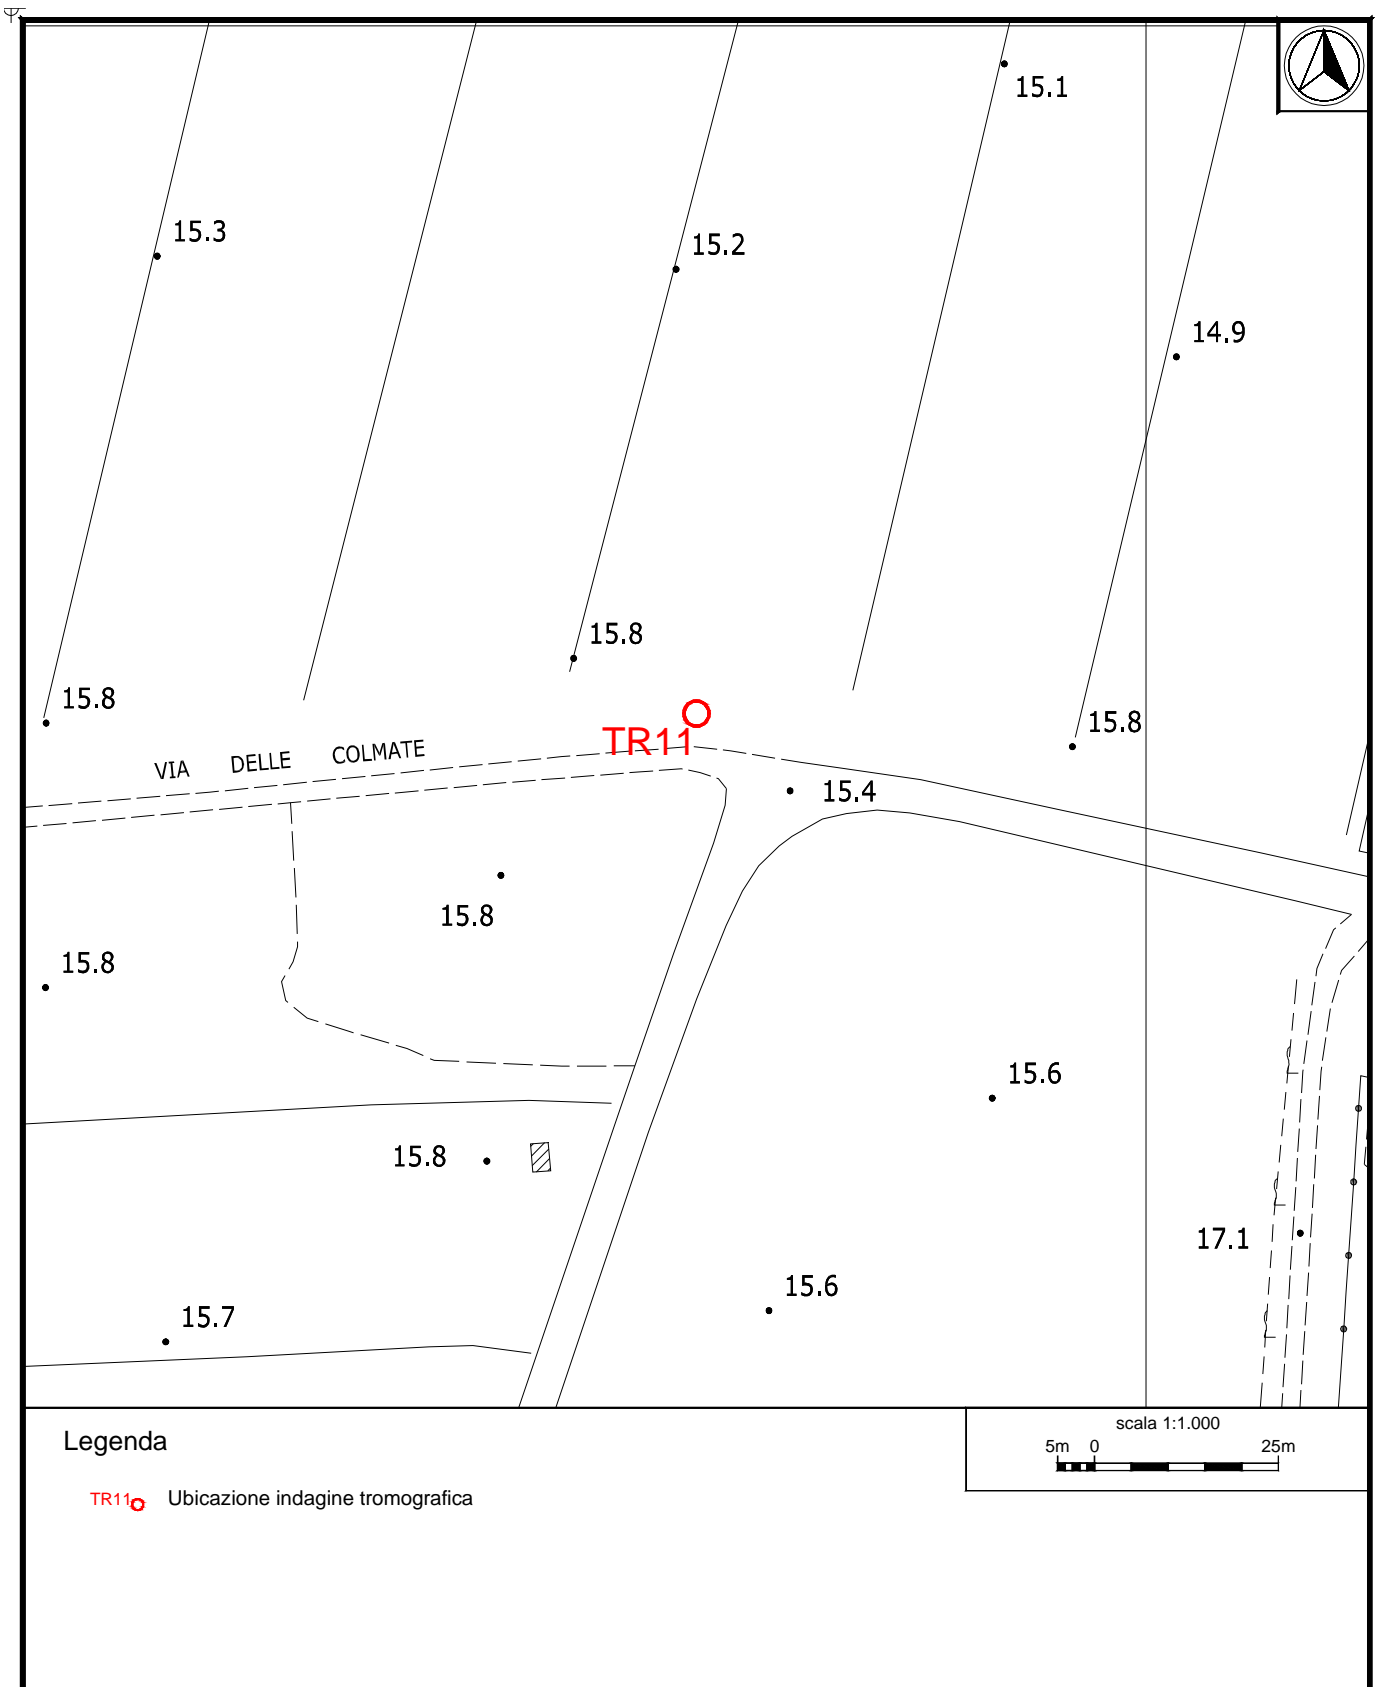 15.1
15.3
15.2
14.9
15.8
15.8
15.8
TR11
VIA DELLE COLMATE
15.4
15.8
15.8
15.6
15.8
17.1
15.6
15.7
Legenda
scala 1:1.000
5m 0 25m
TR11 Ubicazione indagine tromografica